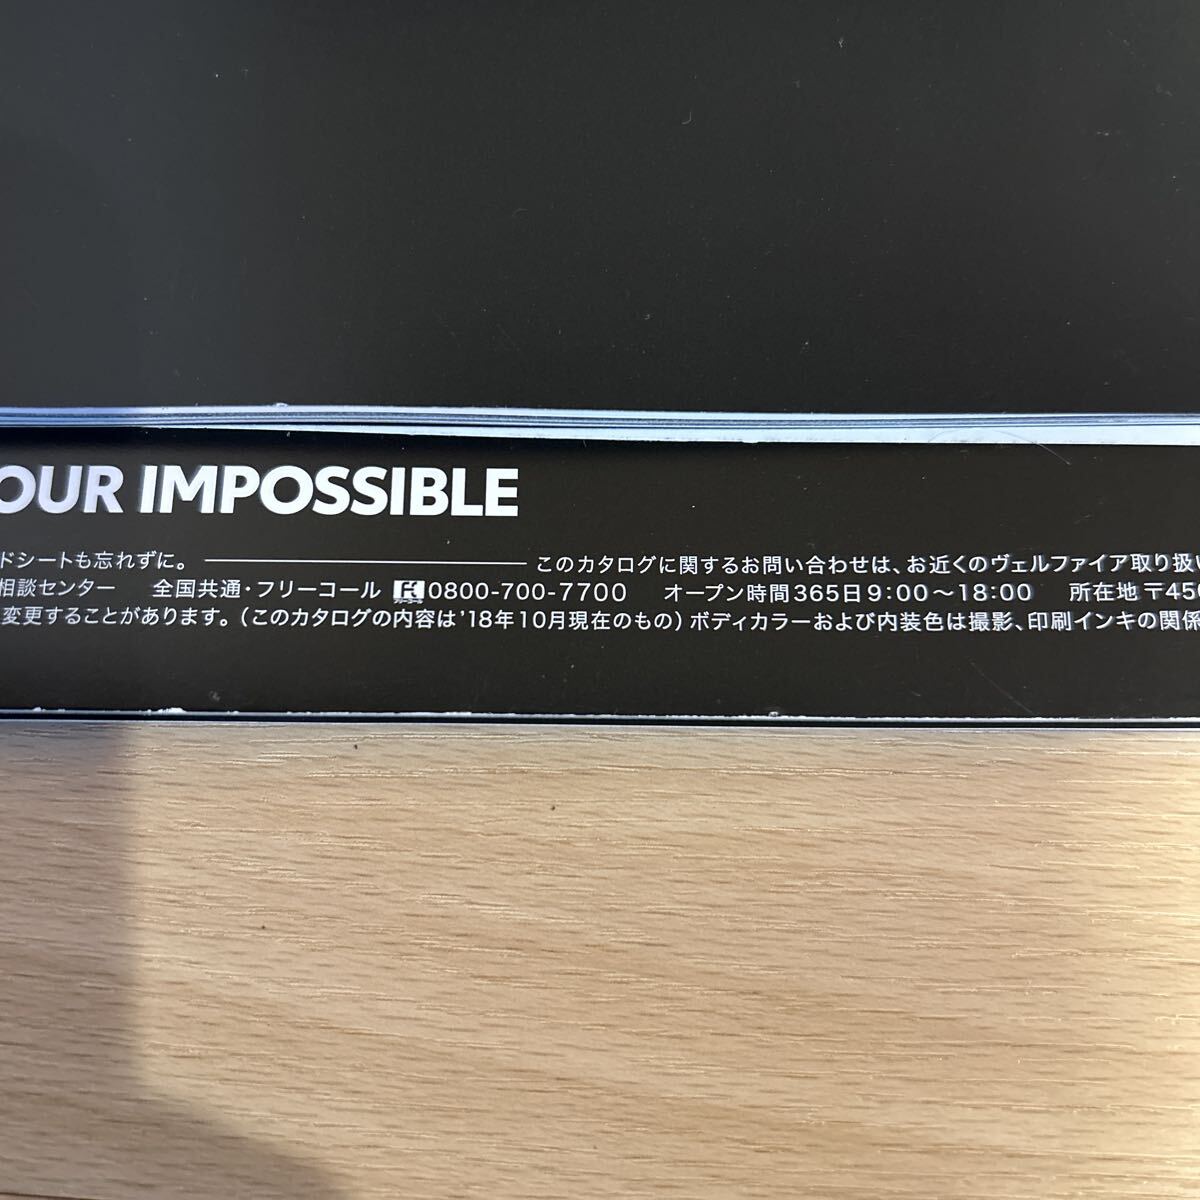 OUR IMPOSSIBLE
ドシートも忘れずに。 このカタログに関するお問い合わせは、お近くのヴェルファイア取り扱い
相談センター 全国共通・フリーコール 0800-700-7700 オープン時間365日9:00～18:00 所在地〒450
変更することがあります。(このカタログの内容は'18年10月現在のもの)ボディカラーおよび内装色は撮影、印刷インキの関係